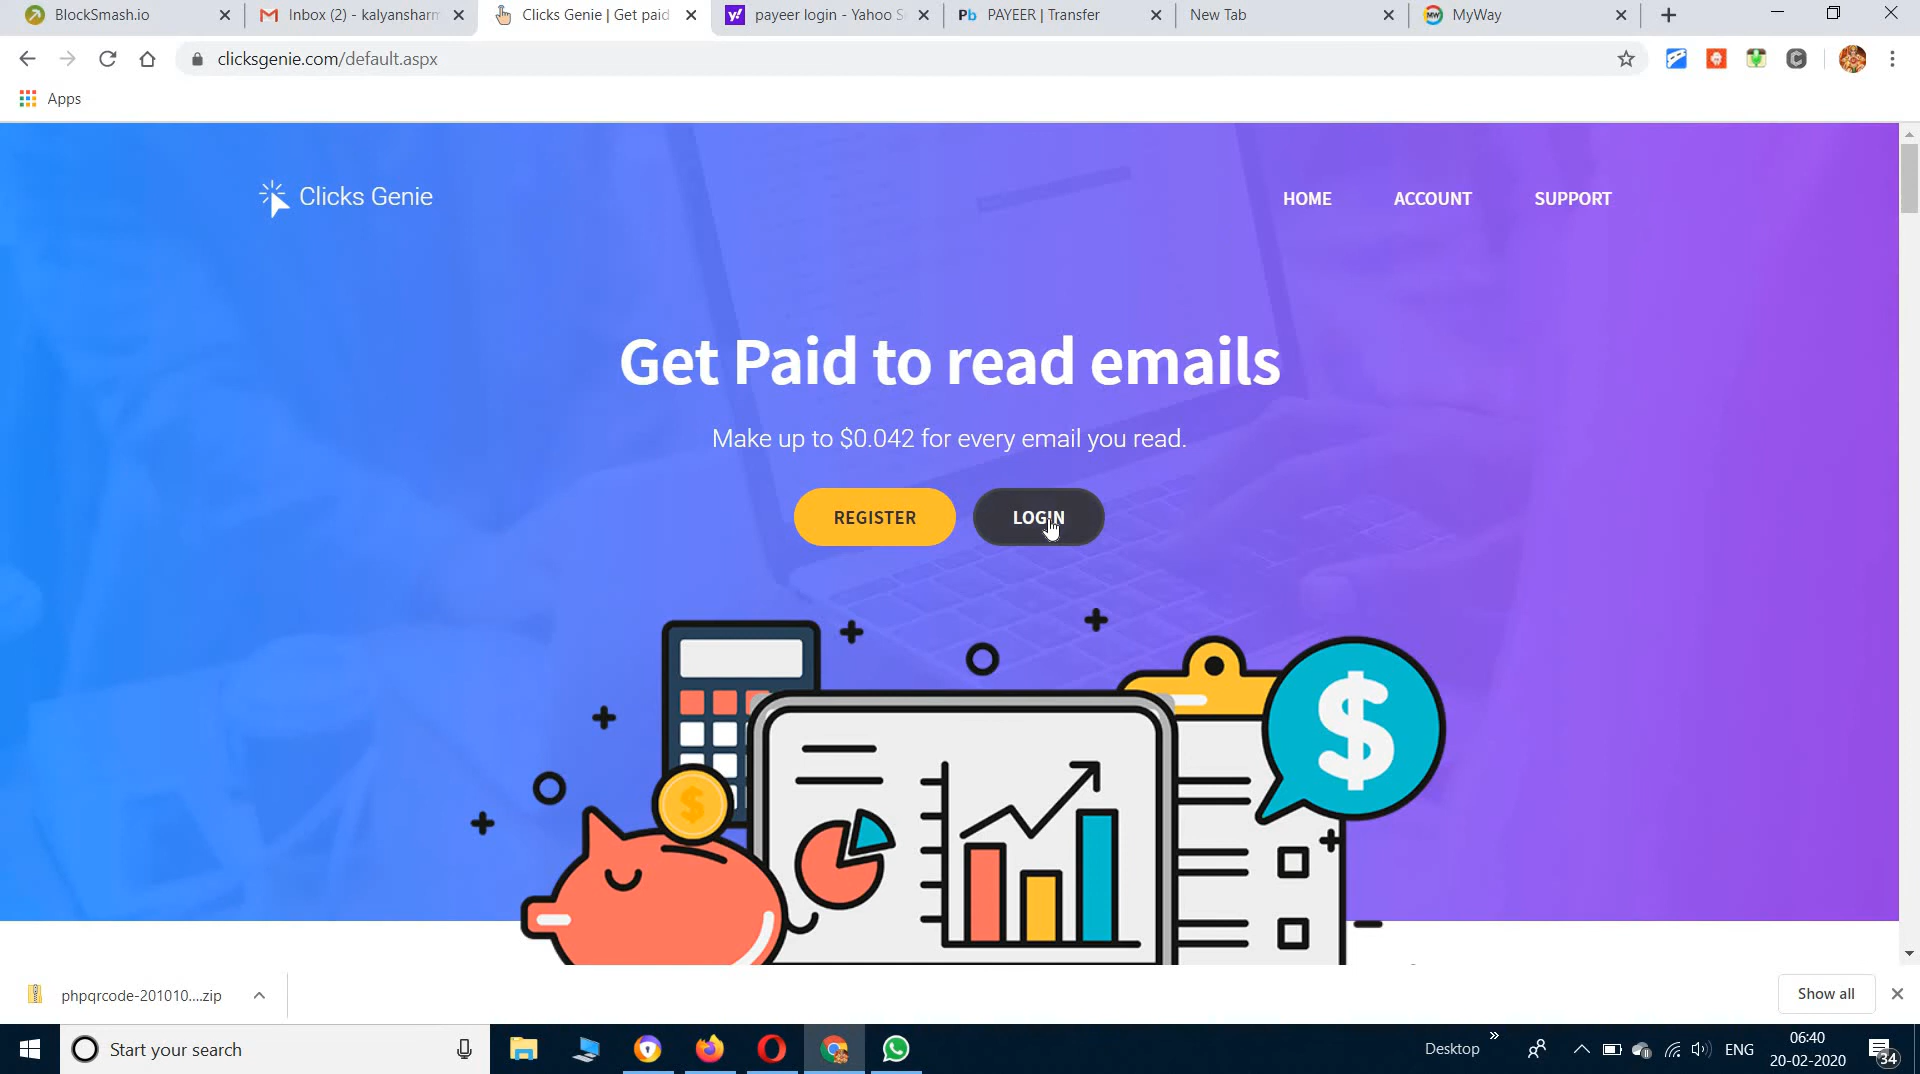 BlockSmash.io
Inbox (2) - kalyansharm
Clicks Genie | Get paid
payeer login - Yahoo S
Pb PAYEER | Transfer
New Tab
MW MyWay
clicksgenie.com/default.aspx
Apps
Clicks Genie
HOME
ACCOUNT
SUPPORT
Get Paid to read emails
Make up to $0.042 for every email you read.
REGISTER
LOGIN
$
$
phpqrcode-201010....zip
Show all
Start your search
Desktop
ENG
06:40
20-02-2020
34